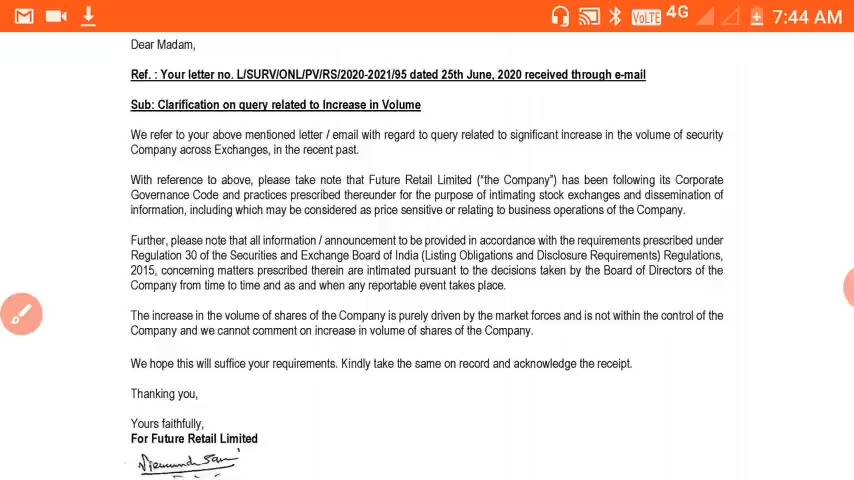 VoLTE 4G 7:44 AM
Dear Madam,
Ref. : Your letter no. L/SURV/ONL/PV/RS/2020-2021/95 dated 25th June, 2020 received through e-mail
Sub: Clarification on query related to Increase in Volume
We refer to your above mentioned letter / email with regard to query related to significant increase in the volume of security
Company across Exchanges, in the recent past.
With reference to above, please take note that Future Retail Limited (“the Company”) has been following its Corporate
Governance Code and practices prescribed thereunder for the purpose of intimating stock exchanges and dissemination of
information, including which may be considered as price sensitive or relating to business operations of the Company.
Further, please note that all information / announcement to be provided in accordance with the requirements prescribed under
Regulation 30 of the Securities and Exchange Board of India (Listing Obligations and Disclosure Requirements) Regulations,
2015, concerning matters prescribed therein are intimated pursuant to the decisions taken by the Board of Directors of the
Company from time to time and as and when any reportable event takes place.
The increase in the volume of shares of the Company is purely driven by the market forces and is not within the control of the
Company and we cannot comment on increase in volume of shares of the Company.
We hope this will suffice your requirements. Kindly take the same on record and acknowledge the receipt.
Thanking you,
Yours faithfully,
For Future Retail Limited